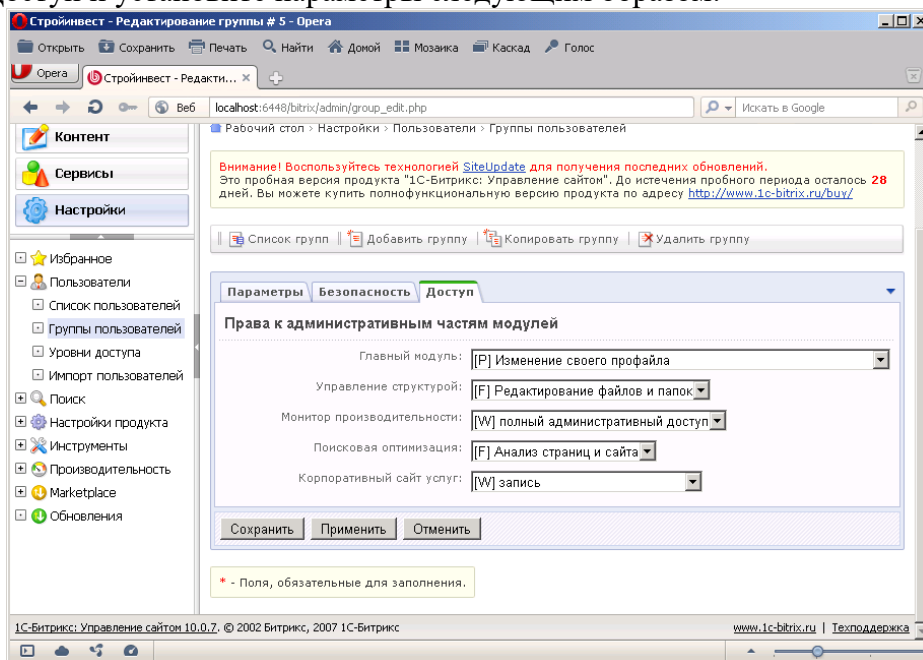 доступ и установите параметры следующим образом:
Стройинвест - Редактирование группы # 5 - Opera
Открыть Сохранить Печать Найти Домой Мозаика Каскад Голос
Opera Стройинвест - Редакти...
Веб localhost:6448/bitrix/admin/group_edit.php Искать в Google
Контент
Сервисы
Настройки
Избранное
Пользователи
Список пользователей
Группы пользователей
Уровни доступа
Импорт пользователей
Поиск
Настройки продукта
Инструменты
Производительность
Marketplace
Обновления
Рабочий стол › Настройки › Пользователи › Группы пользователей
Внимание! Воспользуйтесь технологией SiteUpdate для получения последних обновлений.
Это пробная версия продукта "1С-Битрикс: Управление сайтом". До истечения пробного периода осталось 28
дней. Вы можете купить полнофункциональную версию продукта по адресу http://www.1c-bitrix.ru/buy/
Список групп Добавить группу Копировать группу Удалить группу
Параметры Безопасность Доступ
Права к административным частям модулей
Главный модуль: [P] Изменение своего профайла
Управление структурой: [F] Редактирование файлов и папок
Монитор производительности: [W] полный административный доступ
Поисковая оптимизация: [F] Анализ страниц и сайта
Корпоративный сайт услуг: [W] запись
Сохранить Применить Отменить
* - Поля, обязательные для заполнения.
1С-Битрикс: Управление сайтом 10.0.7. © 2002 Битрикс, 2007 1С-Битрикс www.1c-bitrix.ru | Техподдержка